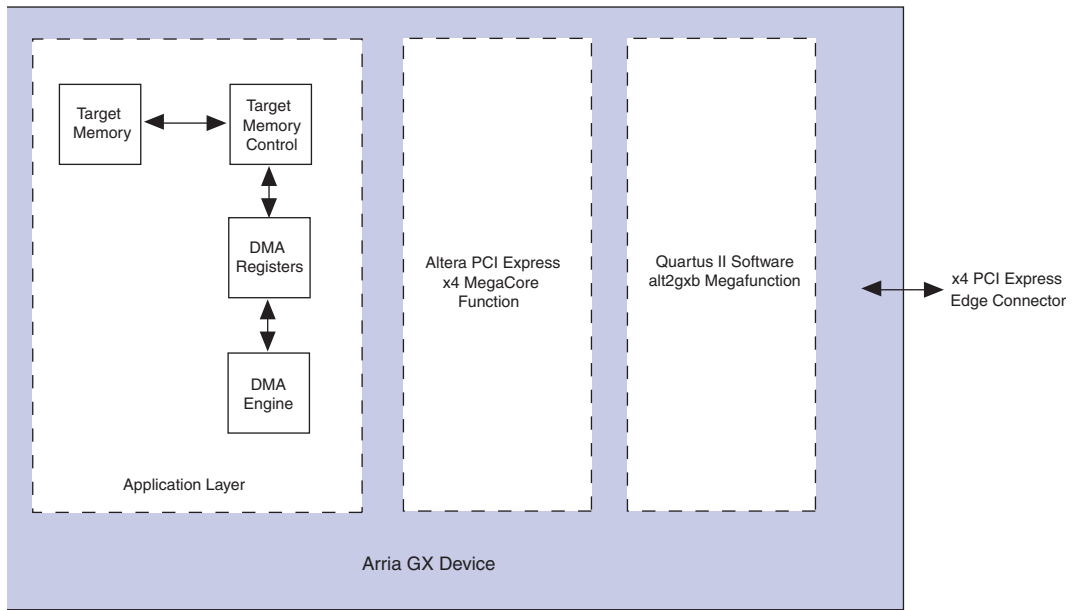 Target
Memory
Target
Memory
Control
DMA
Registers
DMA
Engine
Application Layer
Altera PCI Express
x4 MegaCore
Function
Quartus II Software
alt2gxb Megafunction
x4 PCI Express
Edge Connector
Arria GX Device